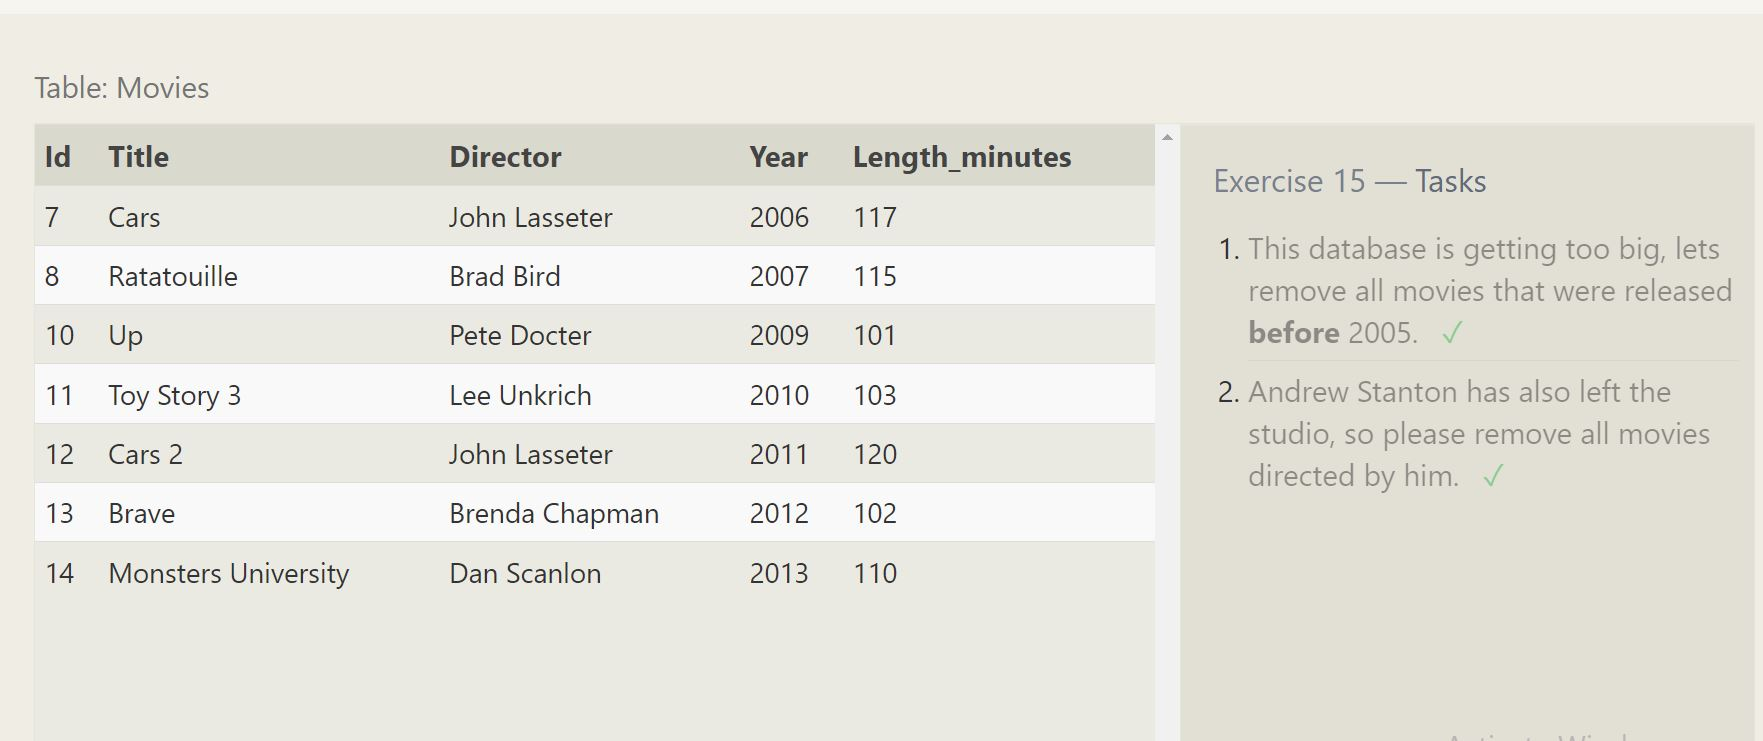 Table: Movies
Id Title Director Year Length_minutes
7 Cars John Lasseter 2006 117
8 Ratatouille Brad Bird 2007 115
10 Up Pete Docter 2009 101
11 Toy Story 3 Lee Unkrich 2010 103
12 Cars 2 John Lasseter 2011 120
13 Brave Brenda Chapman 2012 102
14 Monsters University Dan Scanlon 2013 110
Exercise 15 — Tasks
1. This database is getting too big, lets
remove all movies that were released
before 2005. ✓
2. Andrew Stanton has also left the
studio, so please remove all movies
directed by him. ✓